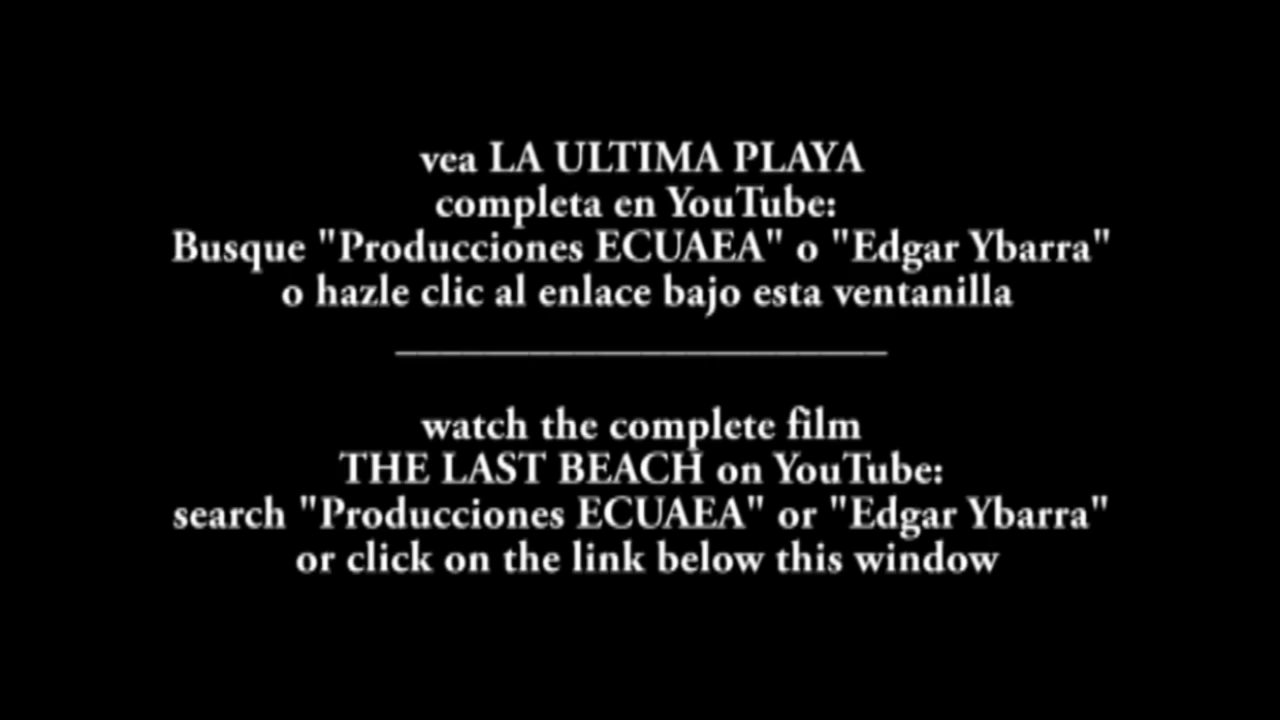 vea LA ULTIMA PLAYA
completa en YouTube:
Busque "Producciones ECUAEA" o "Edgar Ybarra"
o hazle clic al enlace bajo esta ventanilla
watch the complete film
THE LAST BEACH on YouTube:
search "Producciones ECUAEA" or "Edgar Ybarra"
or click on the link below this window